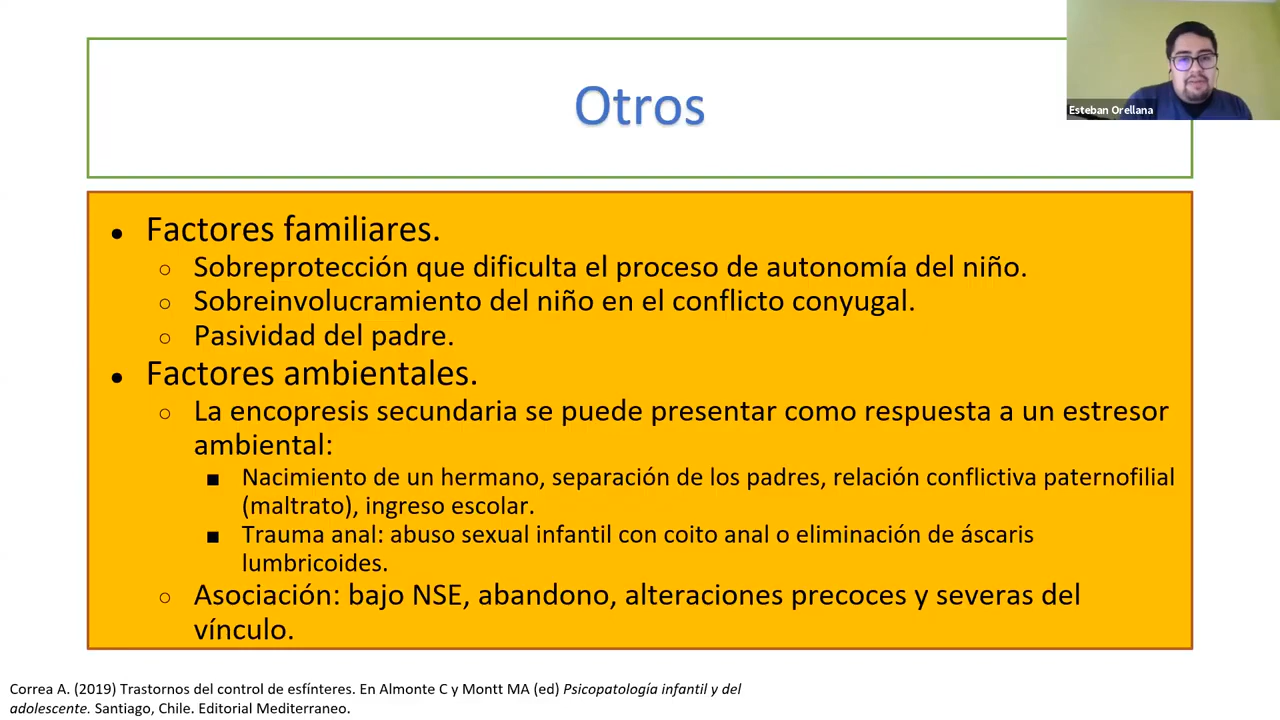 Otros
Esteban Orellana
● Factores familiares.
○ Sobreprotección que dificulta el proceso de autonomía del niño.
○ Sobreinvolucramiento del niño en el conflicto conyugal.
○ Pasividad del padre.
● Factores ambientales.
○ La encopresis secundaria se puede presentar como respuesta a un estresor
ambiental:
■ Nacimiento de un hermano, separación de los padres, relación conflictiva paternofilial
(maltrato), ingreso escolar.
■ Trauma anal: abuso sexual infantil con coito anal o eliminación de áscaris
lumbricoides.
○ Asociación: bajo NSE, abandono, alteraciones precoces y severas del
vínculo.
Correa A. (2019) Trastornos del control de esfínteres. En Almonte C y Montt MA (ed) Psicopatología infantil y del
adolescente. Santiago, Chile. Editorial Mediterraneo.